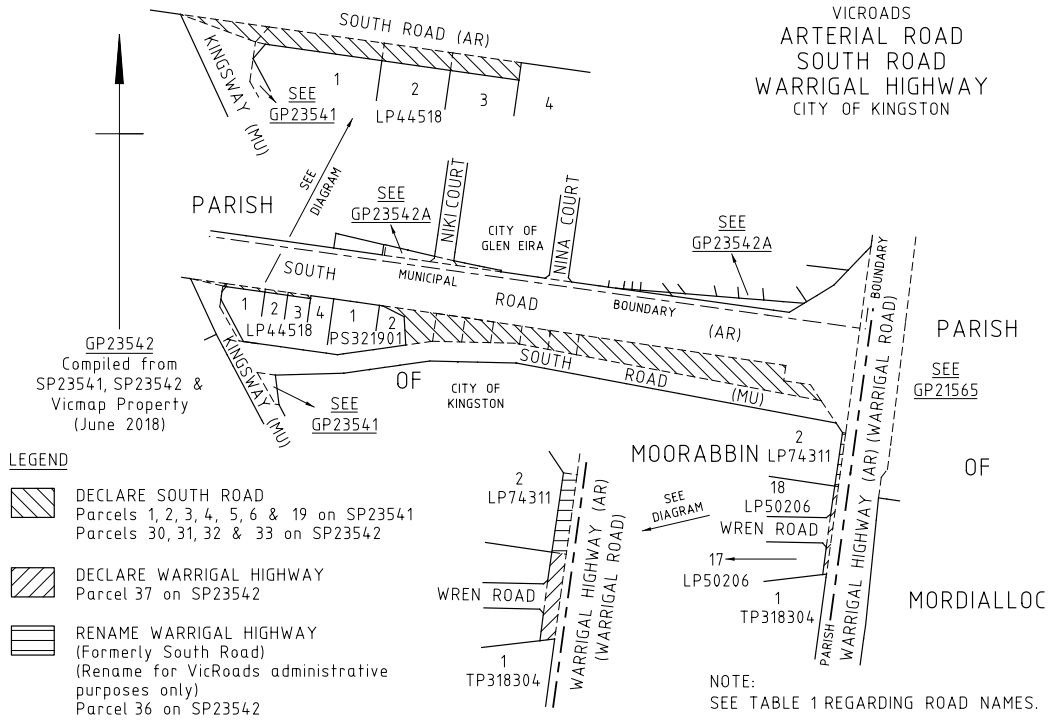 VICROADS
ARTERIAL ROAD
SOUTH ROAD
WARRIGAL HIGHWAY
CITY OF KINGSTON
SOUTH ROAD (AR)
KINGSWAY (MU)
SEE
GP23541
1
2
3
4
LP44518
SEE
DIAGRAM
PARISH
SEE
GP23542A
NIKI COURT
CITY OF
GLEN EIRA
NINA COURT
SEE
GP23542A
BOUNDARY
SOUTH
MUNICIPAL
ROAD
BOUNDARY
(AR)
PARISH
1
2
3
4
LP44518
1
2
PS321901
SOUTH
ROAD
(MU)
KINGSWAY (MU)
OF
CITY OF
KINGSTON
SEE
GP23541
SEE
GP21565
GP23542
Compiled from
SP23541, SP23542 &
Vicmap Property
(June 2018)
LEGEND
DECLARE SOUTH ROAD
Parcels 1, 2, 3, 4, 5, 6 & 19 on SP23541
Parcels 30, 31, 32 & 33 on SP23542
DECLARE WARRIGAL HIGHWAY
Parcel 37 on SP23542
RENAME WARRIGAL HIGHWAY
(Formerly South Road)
(Rename for VicRoads administrative
purposes only)
Parcel 36 on SP23542
2
LP74311
WREN ROAD
1
TP318304
WARRIGAL HIGHWAY (AR)
(WARRIGAL ROAD)
MOORABBIN
SEE
DIAGRAM
2
LP74311
18
LP50206
WREN ROAD
17
LP50206
1
TP318304
PARISH
WARRIGAL HIGHWAY (AR) (WARRIGAL ROAD)
OF
MORDIALLOC
NOTE:
SEE TABLE 1 REGARDING ROAD NAMES.